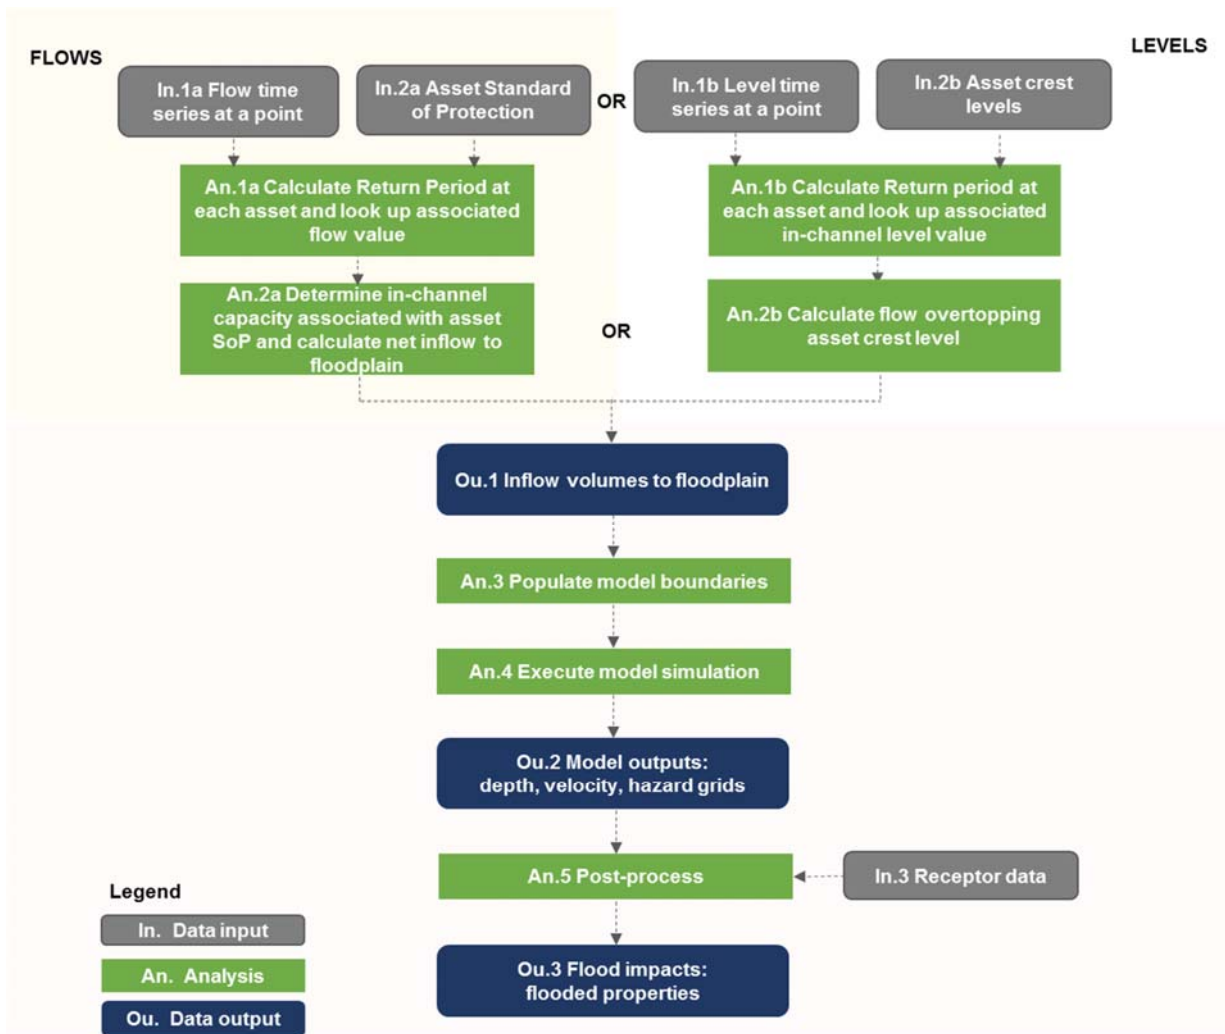 FLOWS
LEVELS
In.1a Flow time
series at a point
In.2a Asset Standard
of Protection
OR
In.1b Level time
series at a point
In.2b Asset crest
levels
An.1a Calculate Return Period at
each asset and look up associated
flow value
An.1b Calculate Return period at
each asset and look up associated
in-channel level value
An.2a Determine in-channel
capacity associated with asset
SoP and calculate net inflow to
floodplain
OR
An.2b Calculate flow overtopping
asset crest level
Ou.1 Inflow volumes to floodplain
An.3 Populate model boundaries
An.4 Execute model simulation
Ou.2 Model outputs:
depth, velocity, hazard grids
An.5 Post-process
In.3 Receptor data
Ou.3 Flood impacts:
flooded properties
Legend
In. Data input
An. Analysis
Ou. Data output